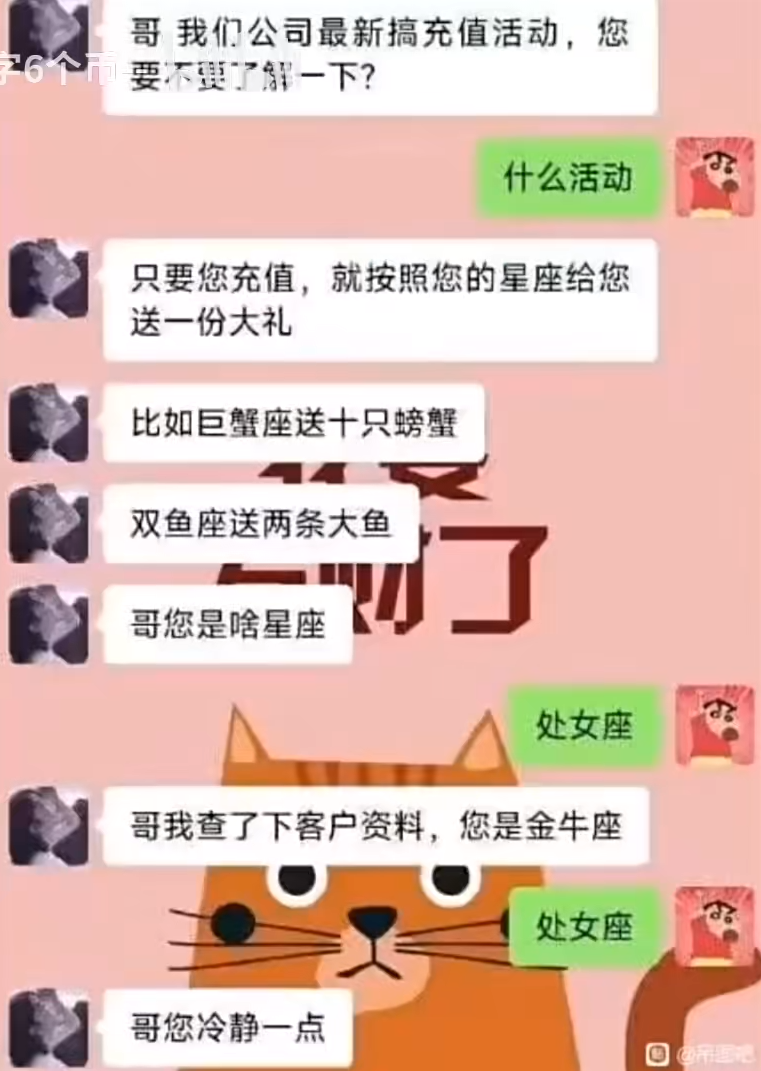 哥 我们公司最新搞充值活动，您
字6个币
要不要了解一下？
什么活动
只要您充值，就按照您的星座给您
送一份大礼
比如巨蟹座送十只螃蟹
双鱼座送两条大鱼
财了
哥您是啥星座
处女座
哥我查了下客户资料，您是金牛座
处女座
哥您冷静一点